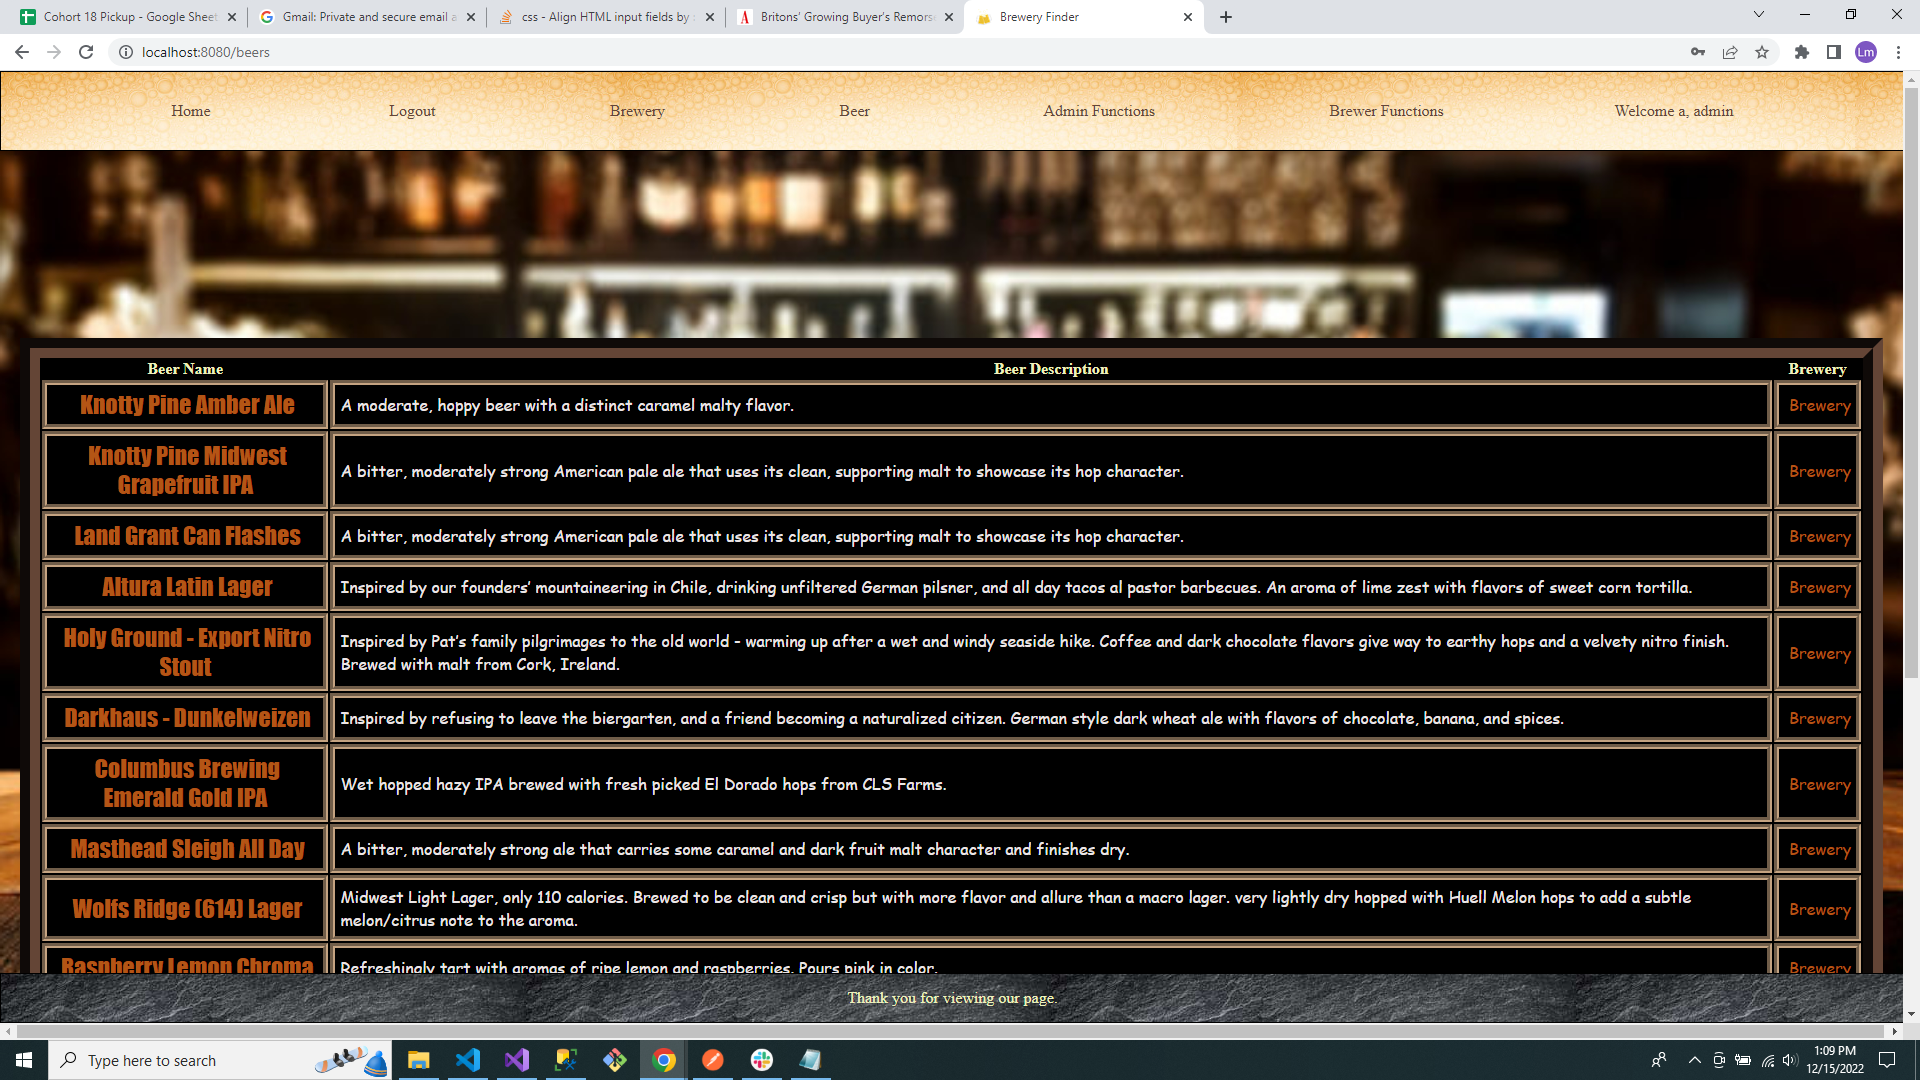 Cohort 18 Pickup - Google Sheet
Gmail: Private and secure email a
css - Align HTML input fields by :
Britons' Growing Buyer's Remors
Brewery Finder
localhost:8080/beers
Lm
Home
Logout
Brewery
Beer
Admin Functions
Brewer Functions
Welcome a, admin
Beer Name
Beer Description
Brewery
Knotty Pine Amber Ale
A moderate, hoppy beer with a distinct caramel malty flavor.
Brewery
Knotty Pine Midwest
Grapefruit IPA
A bitter, moderately strong American pale ale that uses its clean, supporting malt to showcase its hop character.
Brewery
Land Grant Can Flashes
A bitter, moderately strong American pale ale that uses its clean, supporting malt to showcase its hop character.
Brewery
Altura Latin Lager
Inspired by our founders' mountaineering in Chile, drinking unfiltered German pilsner, and all day tacos al pastor barbecues. An aroma of lime zest with flavors of sweet corn tortilla.
Brewery
Holy Ground - Export Nitro
Stout
Inspired by Pat's family pilgrimages to the old world - warming up after a wet and windy seaside hike. Coffee and dark chocolate flavors give way to earthy hops and a velvety nitro finish.
Brewed with malt from Cork, Ireland.
Brewery
Darkhaus - Dunkelweizen
Inspired by refusing to leave the biergarten, and a friend becoming a naturalized citizen. German style dark wheat ale with flavors of chocolate, banana, and spices.
Brewery
Columbus Brewing
Emerald Gold IPA
Wet hopped hazy IPA brewed with fresh picked El Dorado hops from CLS Farms.
Brewery
Masthead Sleigh All Day
A bitter, moderately strong ale that carries some caramel and dark fruit malt character and finishes dry.
Brewery
Wolfs Ridge (614) Lager
Midwest Light Lager, only 110 calories. Brewed to be clean and crisp but with more flavor and allure than a macro lager. very lightly dry hopped with Huell Melon hops to add a subtle
melon/citrus note to the aroma.
Brewery
Raspberry Lemon Chroma
Refreshingly tart with aromas of ripe lemon and raspberries. Pours pink in color.
Brewery
Thank you for viewing our page.
Type here to search
1:09 PM
12/15/2022